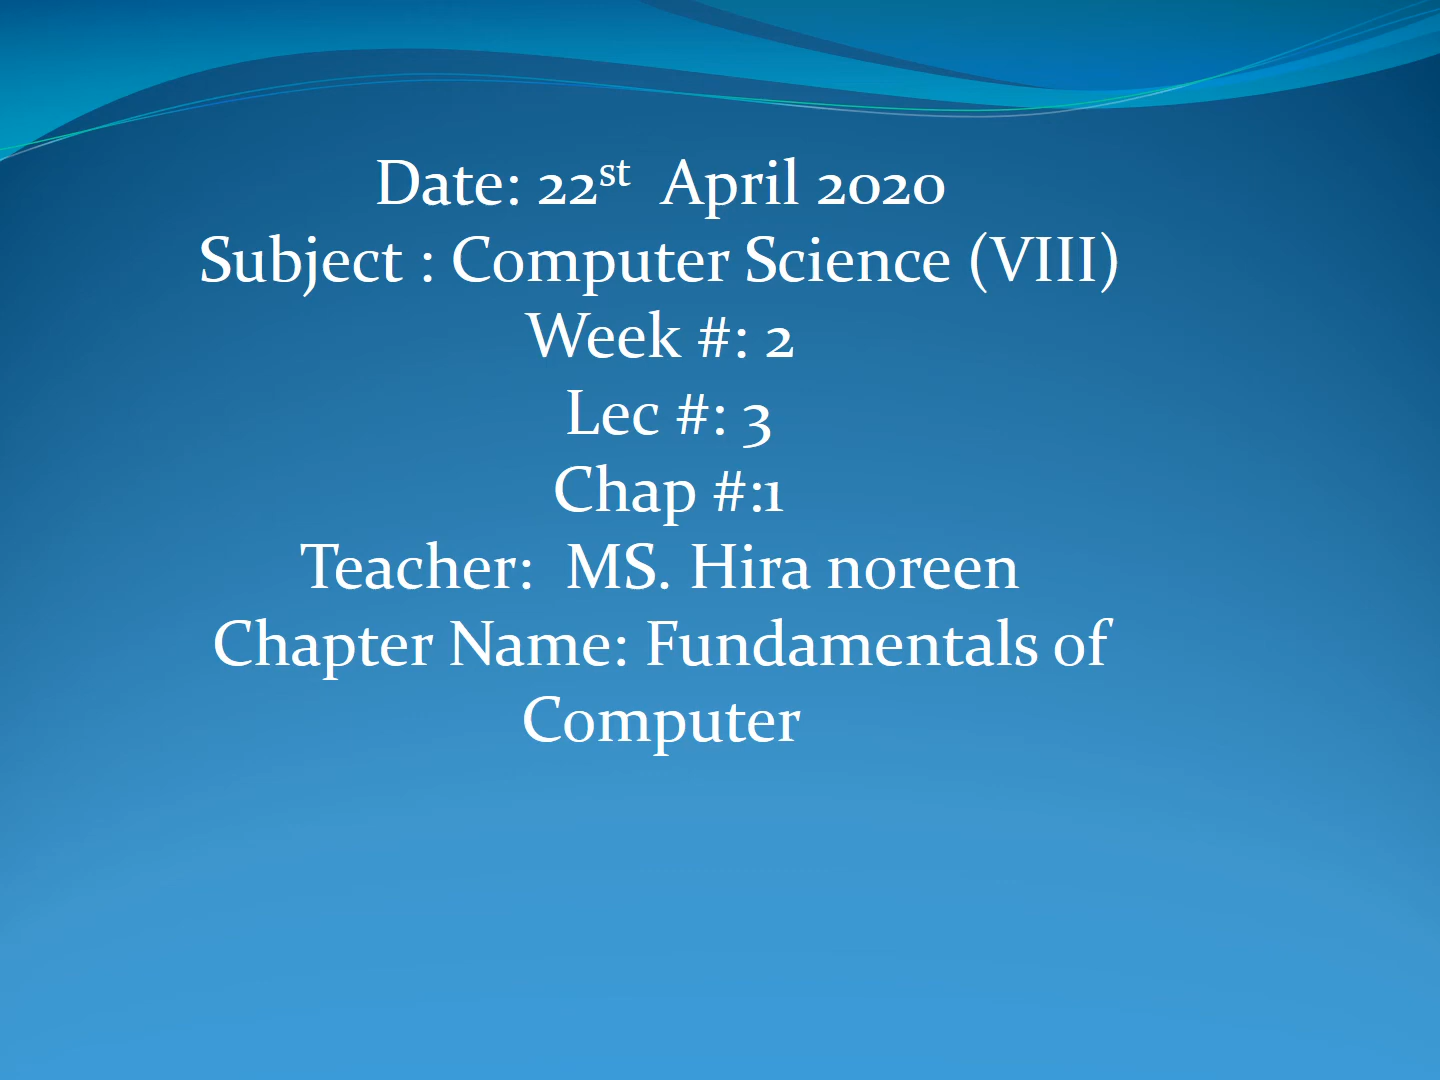 Date: 22st April 2020
Subject : Computer Science (VIII)
Week #: 2
Lec #: 3
Chap #:1
Teacher: MS. Hira noreen
Chapter Name: Fundamentals of
Computer